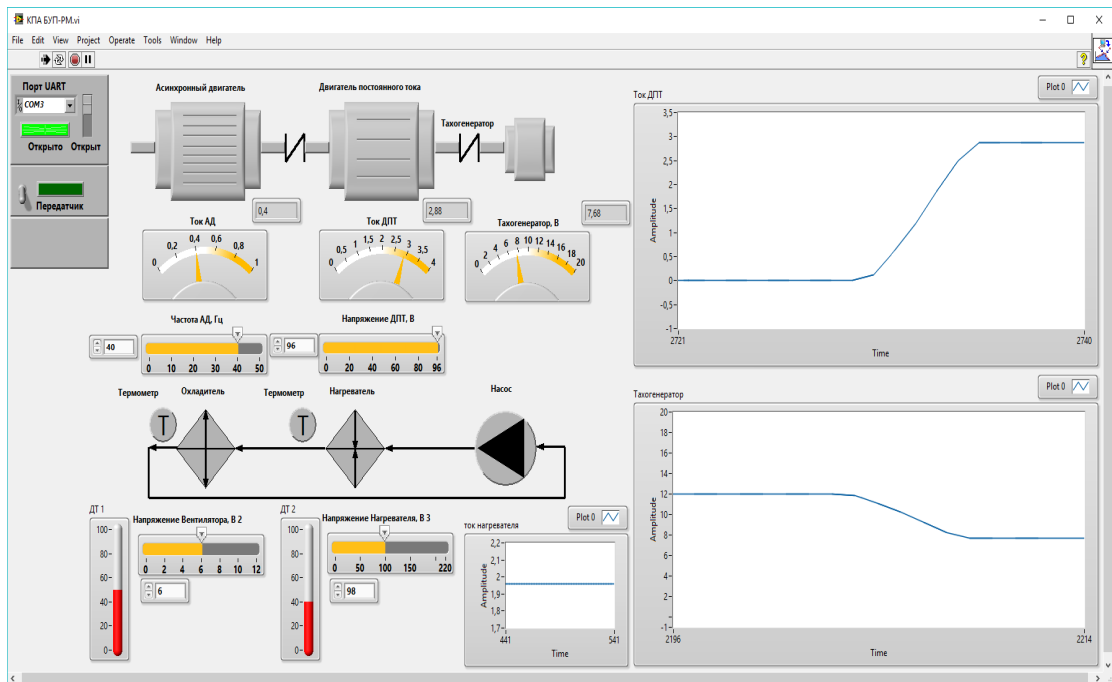 КПА БУП-РМ.vi
File Edit View Project Operate Tools Window Help
Порт UART
COM3
Открыто Открыт
Передатчик
Асинхронный двигатель
Двигатель постоянного тока
Тахогенератор
0,4
2,88
7,68
Ток АД
0 0,2 0,4 0,6 0,8 1
Ток ДПТ
0 0,5 1 1,5 2 2,5 3 3,5 4
Тахогенератор, В
0 2 4 6 8 10 12 14 16 18 20
Частота АД, Гц
40
0 10 20 30 40 50
Напряжение ДПТ, В
96
0 20 40 60 80 96
Термометр
Охладитель
Термометр
Нагреватель
Насос
T
T
ДТ 1
100
80
60
40
20
0
Напряжение Вентилятора, В 2
0 2 4 6 8 10 12
6
ДТ 2
100
80
60
40
20
0
Напряжение Нагревателя, В 3
0 50 100 150 220
98
ток нагревателя
Plot 0
Amplitude
2,2
2,1
2
1,9
1,8
1,7
441 541
Time
Ток ДПТ
Plot 0
Amplitude
3,5
3
2,5
2
1,5
1
0,5
0
-0,5
-1
2721 2740
Time
Тахогенератор
Plot 0
Amplitude
20
18
16
14
12
10
8
6
4
2
-1
2196 2214
Time